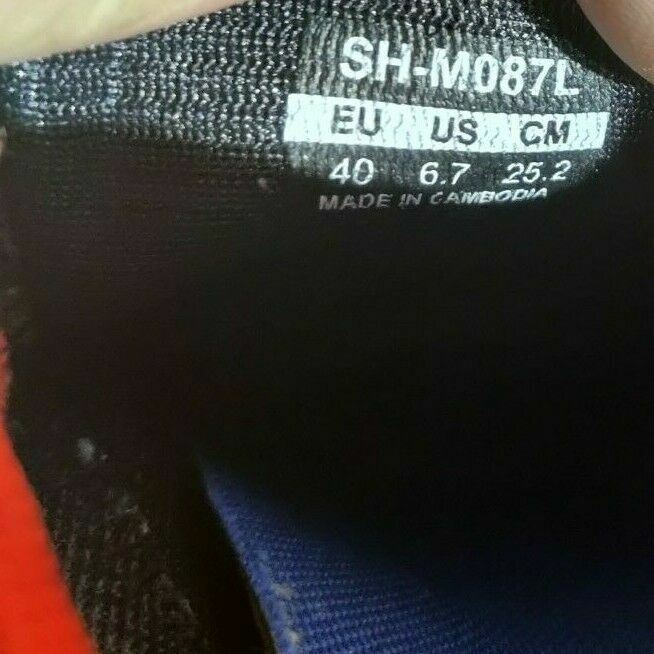 SH-M087L
EU US CM
40 6.7 25.2
MADE IN CAMBODIA